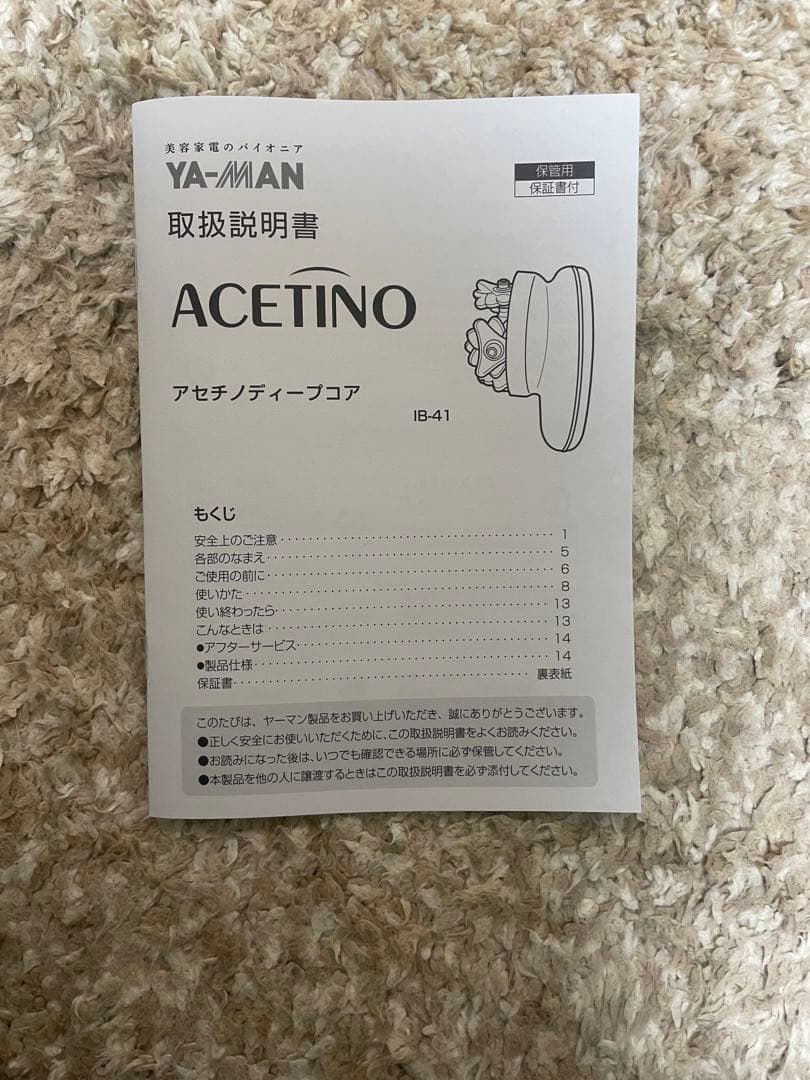 美容家電のパイオニア
YA-MAN
保管用
保証書付
取扱説明書
ACETINO
アセチノディープコア
IB-41
もくじ
安全上のご注意・・・・・・・・・・・・・・・・・・・・・・・・・・・・・・・・・・・・・・ 1
各部のなまえ・・・・・・・・・・・・・・・・・・・・・・・・・・・・・・・・・・・・・・・ 5
ご使用の前に・・・・・・・・・・・・・・・・・・・・・・・・・・・・・・・・・・・・・・・ 6
使いかた・・・・・・・・・・・・・・・・・・・・・・・・・・・・・・・・・・・・・・・・・・ 8
使い終わったら・・・・・・・・・・・・・・・・・・・・・・・・・・・・・・・・・・・・ 13
こんなときは・・・・・・・・・・・・・・・・・・・・・・・・・・・・・・・・・・・・・ 13
●アフターサービス・・・・・・・・・・・・・・・・・・・・・・・・・・・・・・・・ 14
●製品仕様・・・・・・・・・・・・・・・・・・・・・・・・・・・・・・・・・・・・・・ 14
保証書・・・・・・・・・・・・・・・・・・・・・・・・・・・・・・・・・・・・・・ 裏表紙
このたびは、ヤーマン製品をお買い上げいただき、誠にありがとうございます。
●正しく安全にお使いいただくために、この取扱説明書をよくお読みください。
●お読みになった後は、いつでも確認できる場所に必ず保管してください。
●本製品を他の人に譲渡するときはこの取扱説明書を必ず添付してください。